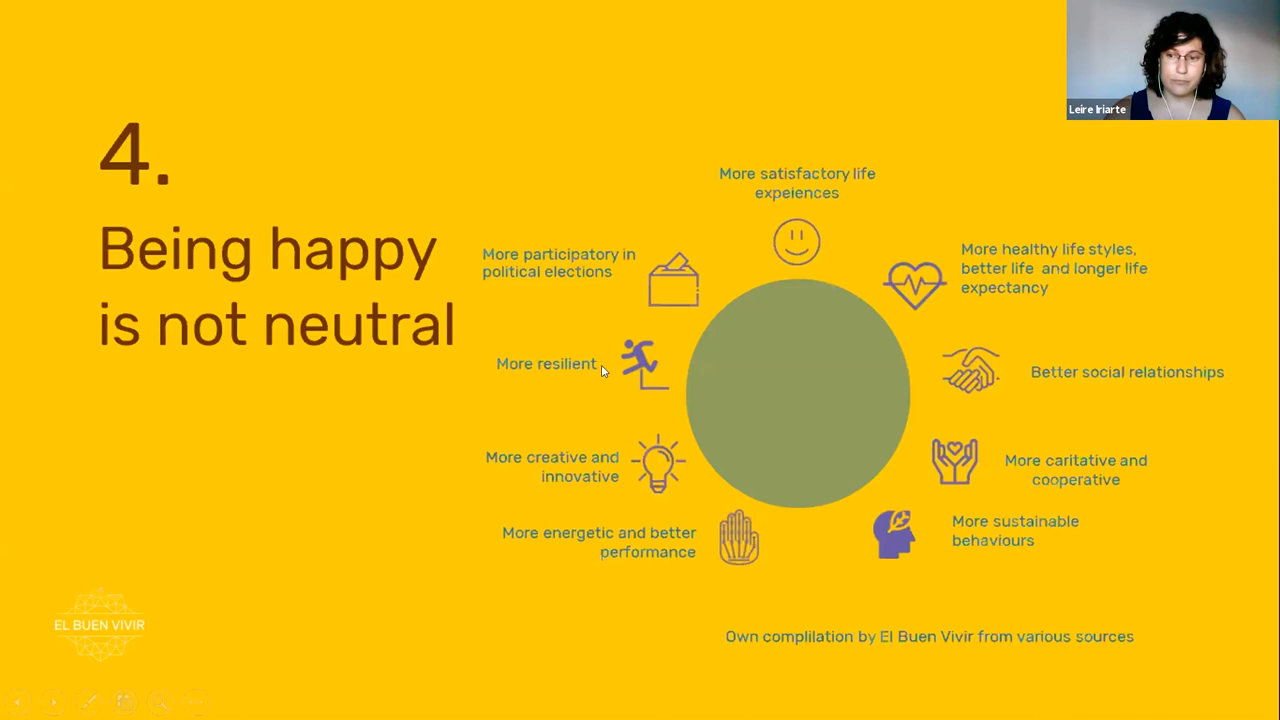 Leire Iriarte
4.
Being happy
is not neutral
More satisfactory life
expeiences
More healthy life styles,
better life and longer life
expectancy
Better social relationships
More caritative and
cooperative
More sustainable
behaviours
More energetic and better
performance
More creative and
innovative
More resilient
More participatory in
political elections
EL BUEN VIVIR
Own complilation by El Buen Vivir from various sources